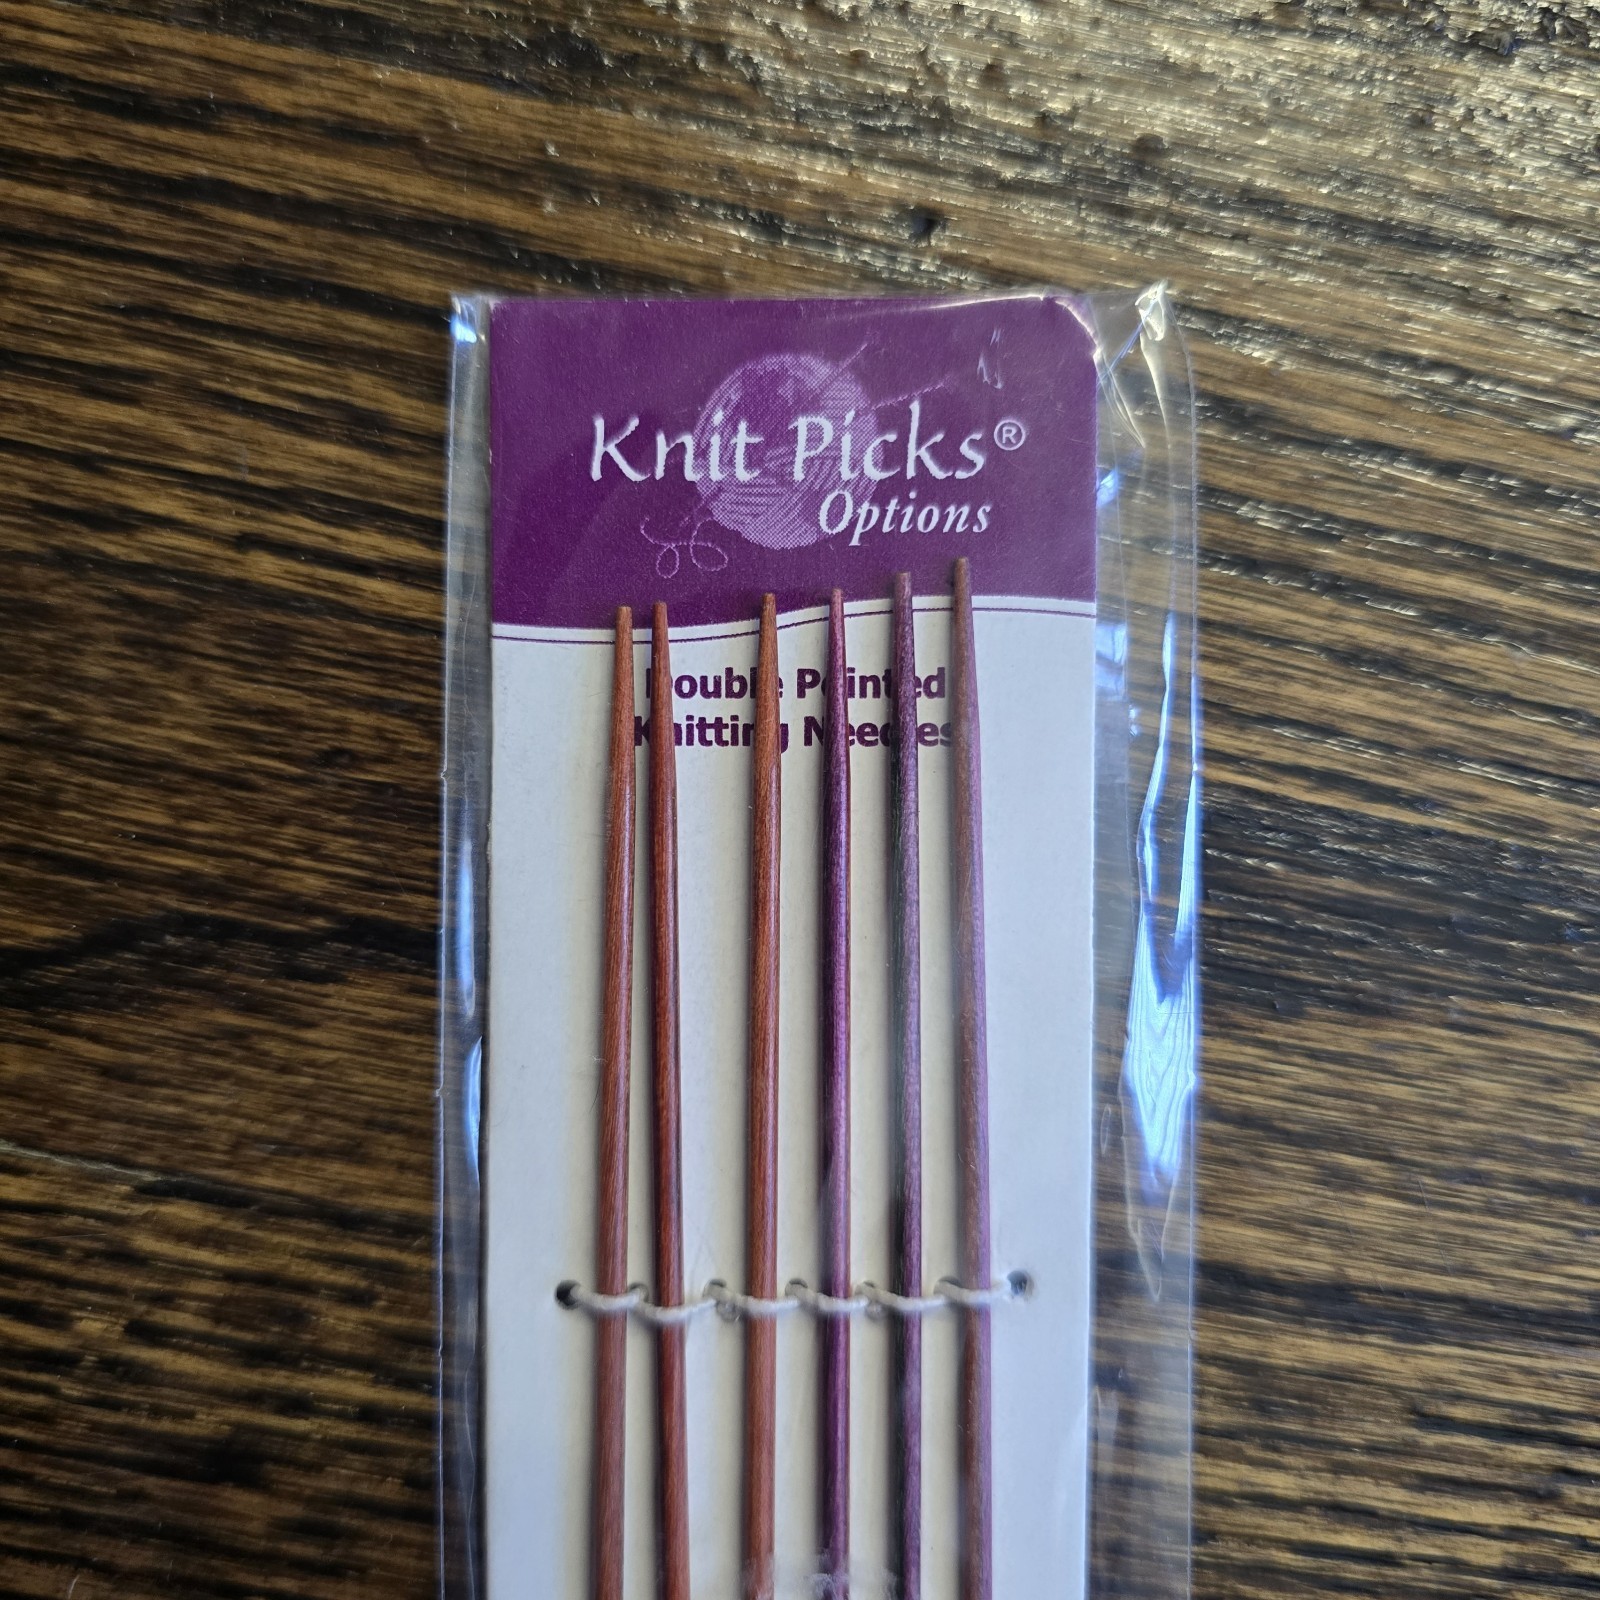 Knit Picks®
Options
Double Pointed
Knitting Needles